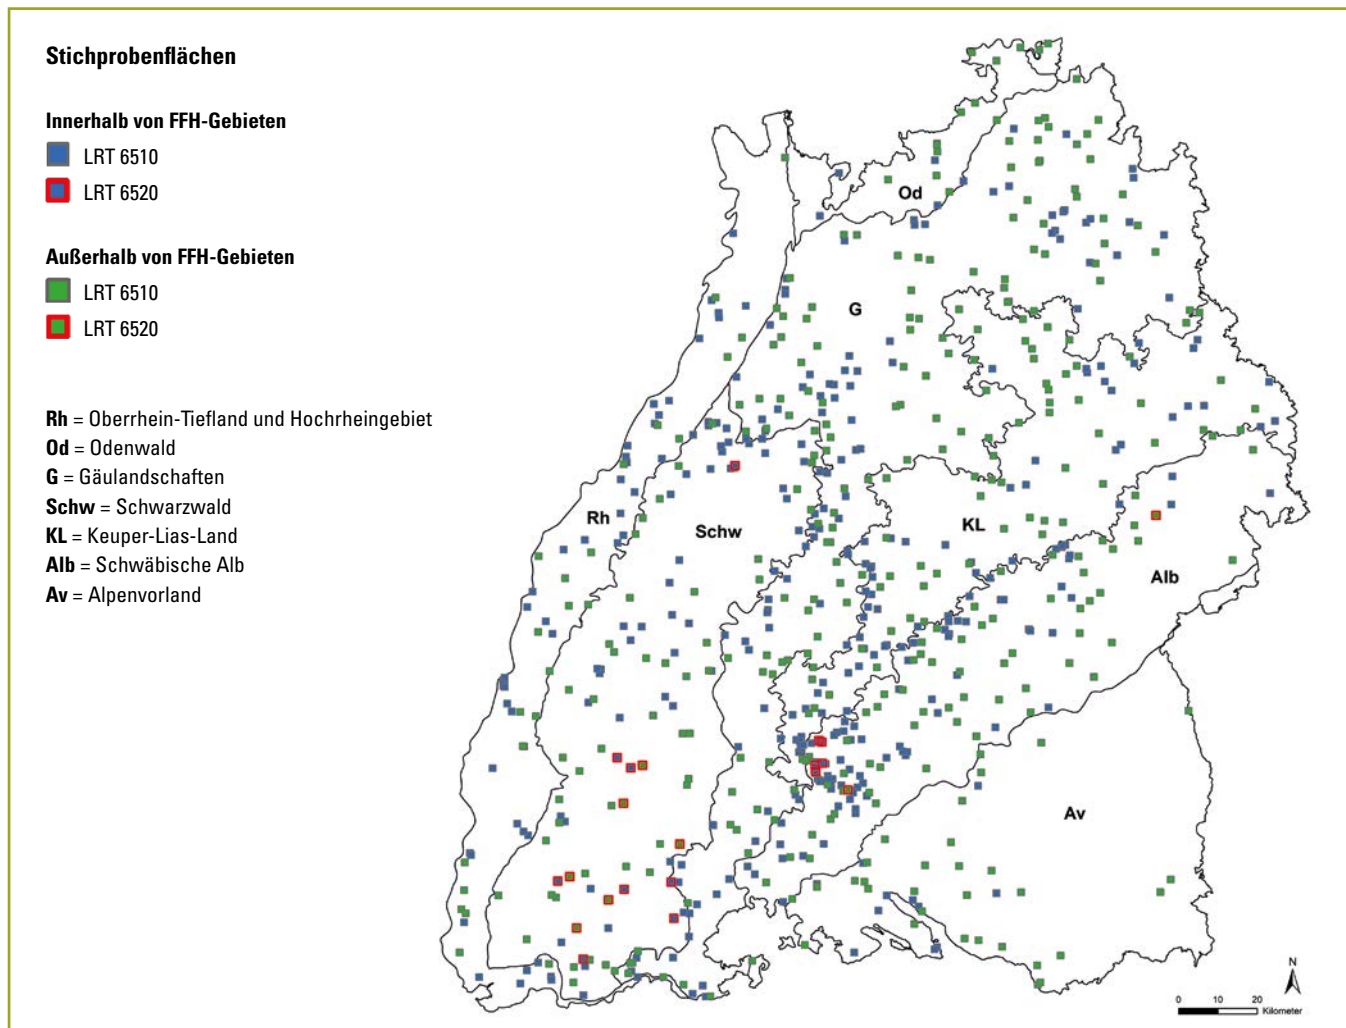 Stichprobenflächen
Innerhalb von FFH-Gebieten
LRT 6510
LRT 6520
Außerhalb von FFH-Gebieten
LRT 6510
LRT 6520
Rh = Oberrhein-Tiefland und Hochrheingebiet
Od = Odenwald
G = Gäulandschaften
Schw = Schwarzwald
KL = Keuper-Lias-Land
Alb = Schwäbische Alb
Av = Alpenvorland
Od
G
Rh
Schw
KL
Alb
Av
N
0 10 20
Kilometer